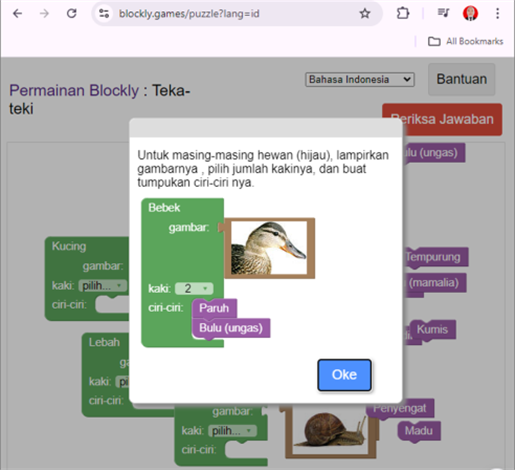 blockly.games/puzzle?lang=id
All Bookmarks
Permainan Blockly : Teka-
teki
Bahasa Indonesia
Bantuan
Periksa Jawaban
Untuk masing-masing hewan (hijau), lampirkan
gambarnya , pilih jumlah kakinya, dan buat
tumpukan ciri-ciri nya.
Bebek
gambar:
kaki: 2
ciri-ciri:
Paruh
Bulu (ungas)
Oke
ulu (ungas)
Kucing
gambar:
kaki: pilih...
ciri-ciri:
Tempurung
(mamalia)
Kumis
Lebah
ga
kaki: pi
ciri-ciri:
gambar:
kaki: pilih...
ciri-ciri:
Penyengat
Madu